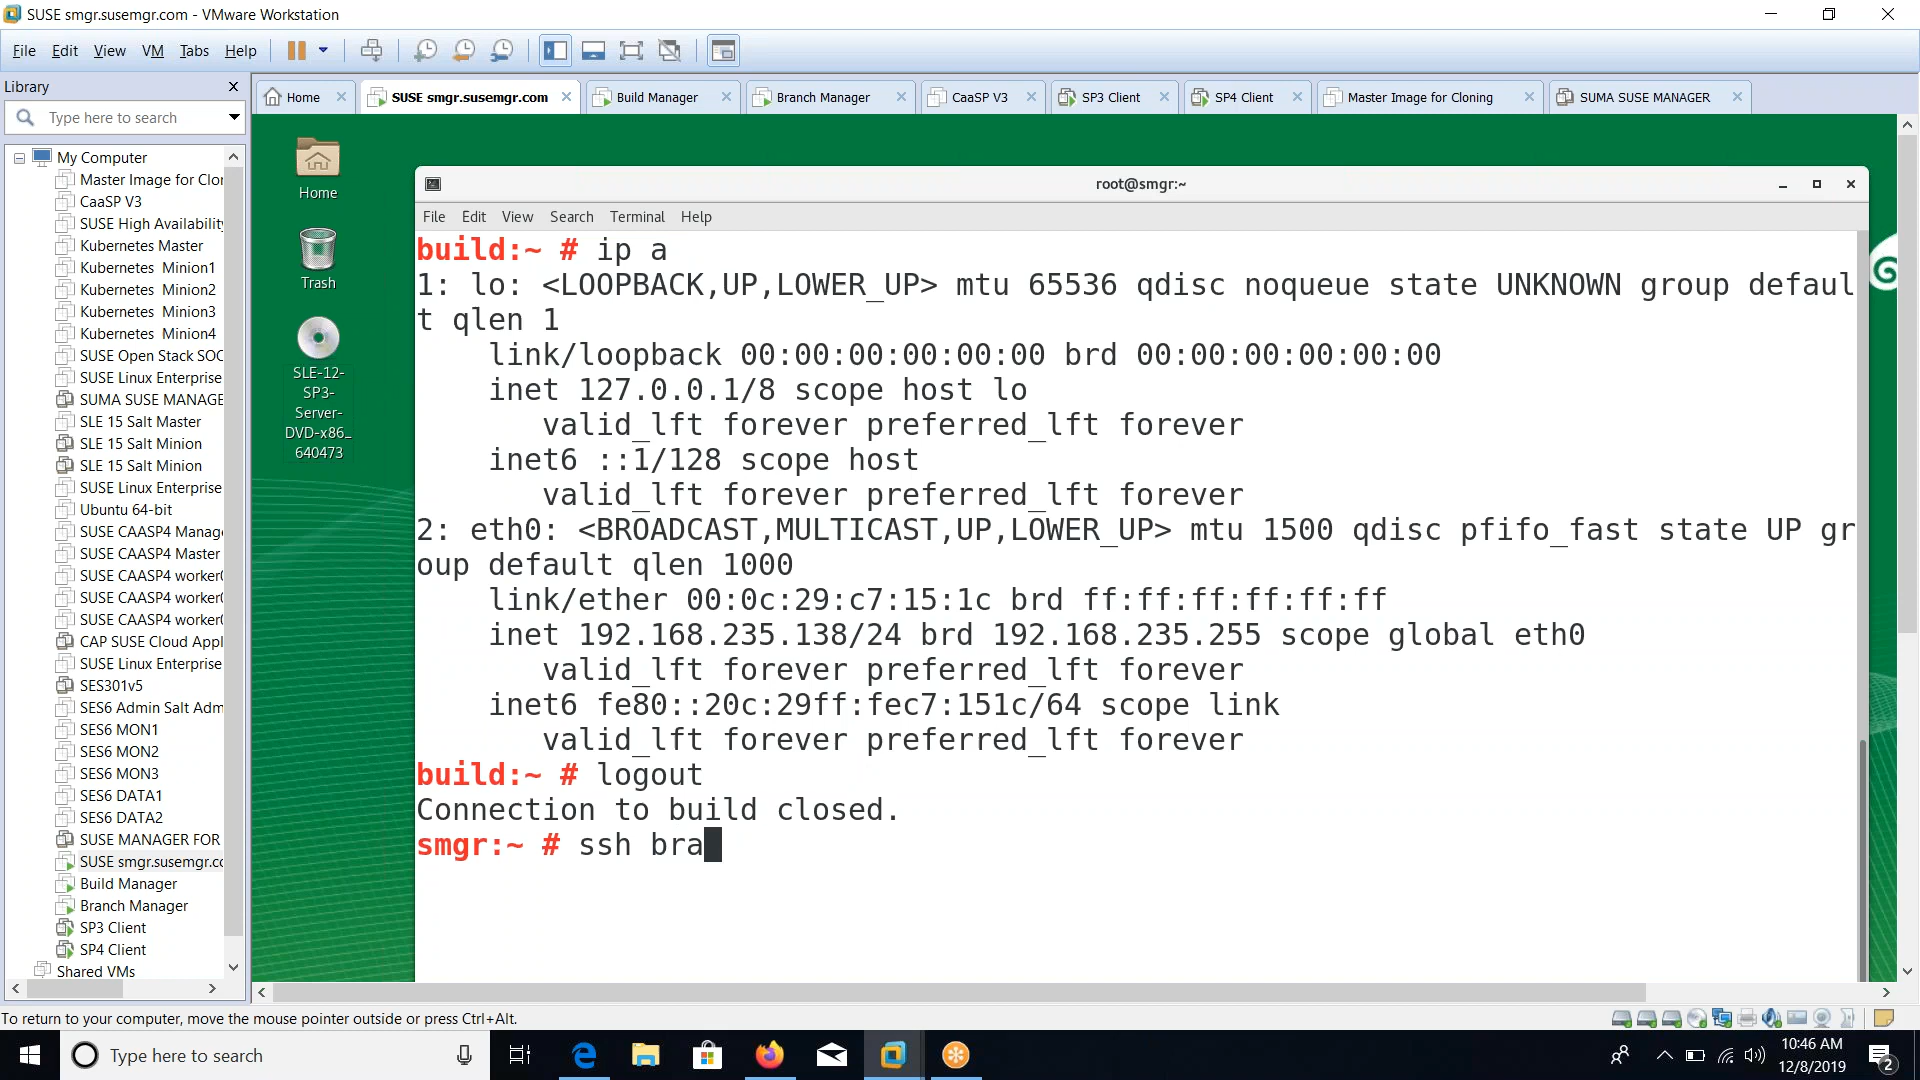 SUSE smgr.susemgr.com - VMware Workstation
File Edit View VM Tabs Help
Library
Type here to search
My Computer
Master Image for Clor
CaaSP V3
SUSE High Availability
Kubernetes Master
Kubernetes Minion1
Kubernetes Minion2
Kubernetes Minion3
Kubernetes Minion4
SUSE Open Stack SOC
SUSE Linux Enterprise
SUMA SUSE MANAGE
SLE 15 Salt Master
SLE 15 Salt Minion
SLE 15 Salt Minion
SUSE Linux Enterprise
Ubuntu 64-bit
SUSE CAASP4 Manag
SUSE CAASP4 Master
SUSE CAASP4 worker
SUSE CAASP4 worker
SUSE CAASP4 worker
CAP SUSE Cloud Appl
SUSE Linux Enterprise
SES301v5
SES6 Admin Salt Adm
SES6 MON1
SES6 MON2
SES6 MON3
SES6 DATA1
SES6 DATA2
SUSE MANAGER FOR
SUSE smgr.susemgr.co
Build Manager
Branch Manager
SP3 Client
SP4 Client
Shared VMs
Home
SUSE smgr.susemgr.com
Build Manager
Branch Manager
CaaSP V3
SP3 Client
SP4 Client
Master Image for Cloning
SUMA SUSE MANAGER
Home
Trash
SLE-12-
SP3-
Server-
DVD-x86_
640473
root@smgr:~
File Edit View Search Terminal Help
build:~ # ip a
1: lo: <LOOPBACK,UP,LOWER_UP> mtu 65536 qdisc noqueue state UNKNOWN group defaul
t qlen 1
link/loopback 00:00:00:00:00:00 brd 00:00:00:00:00:00
inet 127.0.0.1/8 scope host lo
valid_lft forever preferred_lft forever
inet6 ::1/128 scope host
valid_lft forever preferred_lft forever
2: eth0: <BROADCAST,MULTICAST,UP,LOWER_UP> mtu 1500 qdisc pfifo_fast state UP gr
oup default qlen 1000
link/ether 00:0c:29:c7:15:1c brd ff:ff:ff:ff:ff:ff
inet 192.168.235.138/24 brd 192.168.235.255 scope global eth0
valid_lft forever preferred_lft forever
inet6 fe80::20c:29ff:fec7:151c/64 scope link
valid_lft forever preferred_lft forever
build:~ # logout
Connection to build closed.
smgr:~ # ssh bra
To return to your computer, move the mouse pointer outside or press Ctrl+Alt.
Type here to search
10:46 AM
12/8/2019
2